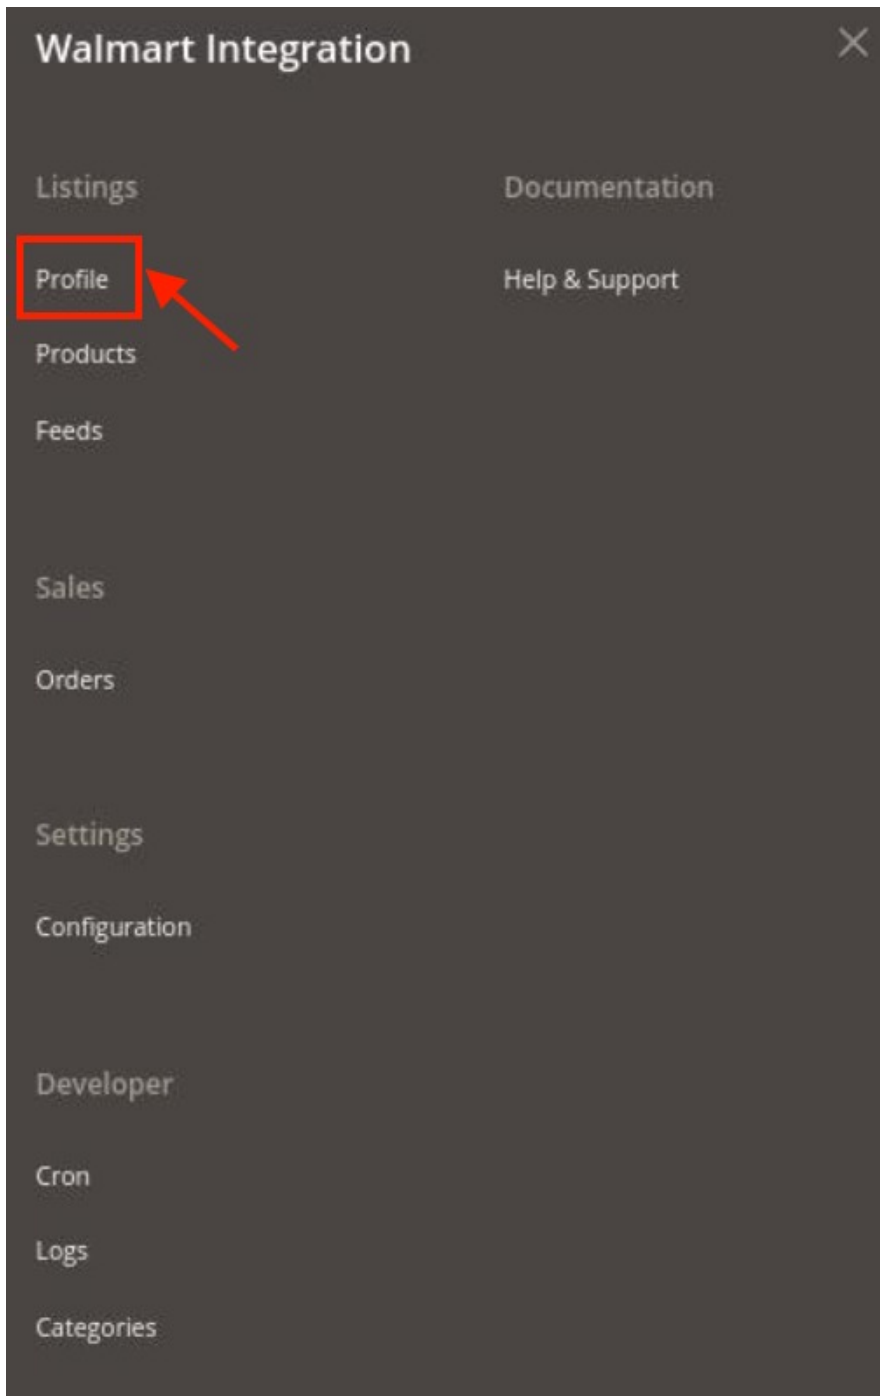 Walmart Integration
Listings
Profile
Products
Feeds
Sales
Orders
Settings
Configuration
Developer
Cron
Logs
Categories
Documentation
Help & Support